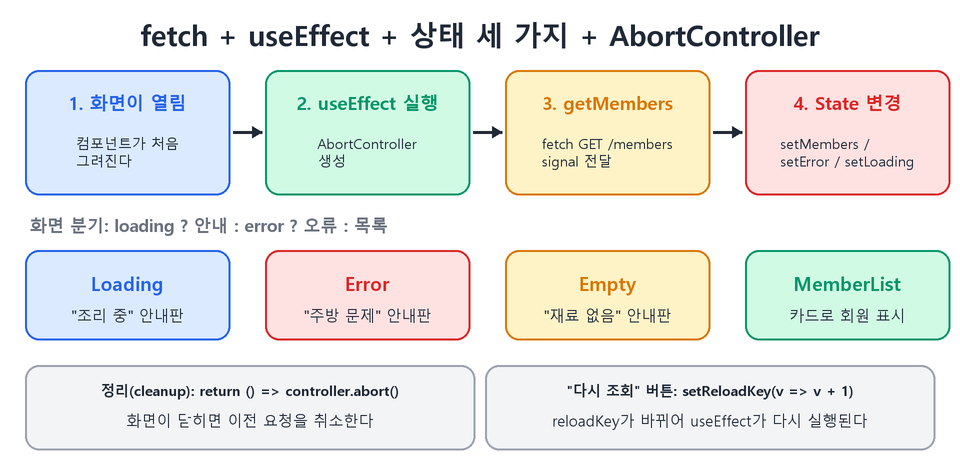 fetch + useEffect + 상태 세 가지 + AbortController
1. 화면이 열림
컴포넌트가 처음
그려진다
2. useEffect 실행
AbortController
생성
3. getMembers
fetch GET /members
signal 전달
4. State 변경
setMembers /
setError / setLoading
화면 분기: loading ? 안내 : error ? 오류 : 목록
Loading
"조리 중" 안내판
Error
"주방 문제" 안내판
Empty
"재료 없음" 안내판
MemberList
카드로 회원 표시
정리(cleanup): return () => controller.abort()
화면이 닫히면 이전 요청을 취소한다
"다시 조회" 버튼: setReloadKey(v => v + 1)
reloadKey가 바뀌어 useEffect가 다시 실행된다